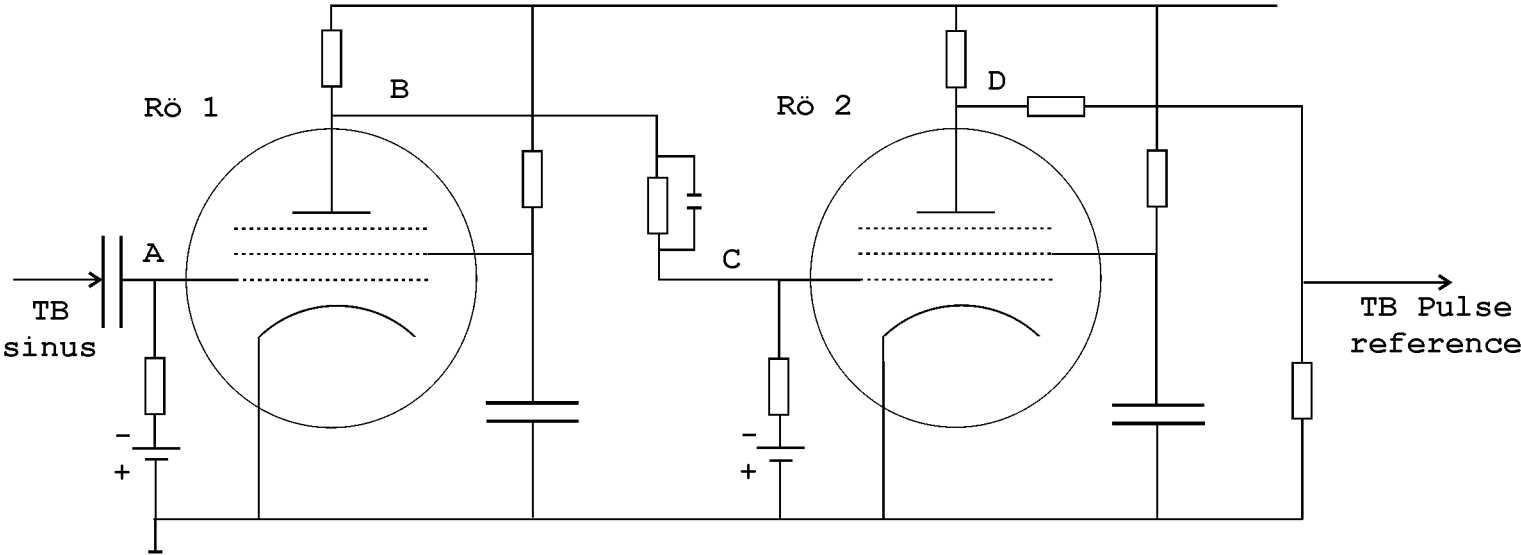 B
D
Rö 1
Rö 2
A
C
TB
sinus
TB Pulse
reference
-
+
-
+